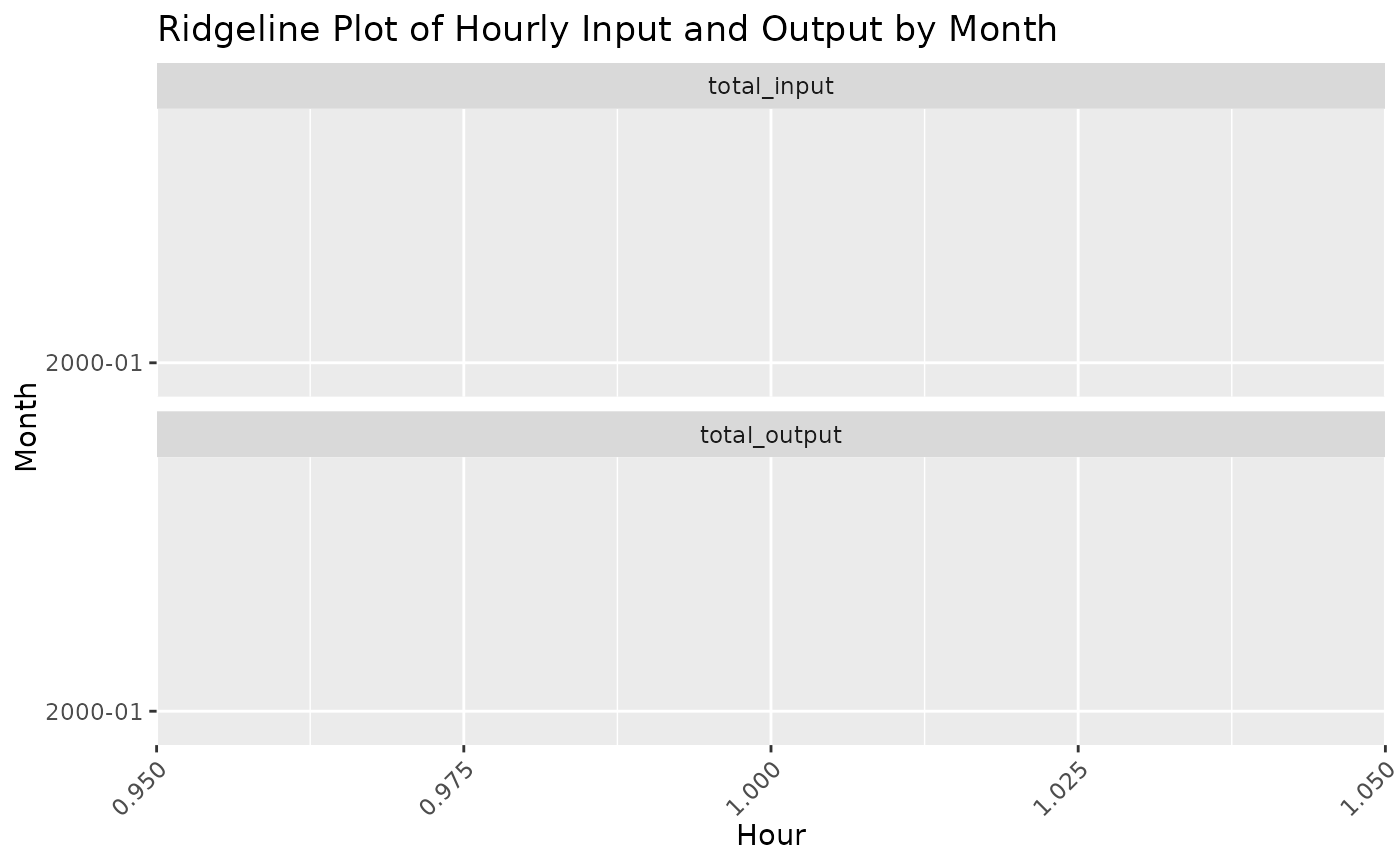 Ridgeline Plot of Hourly Input and Output by Month
total_input
2000-01
Month
total_output
2000-01
0.950
0.975
1.000
1.025
1.050
Hour